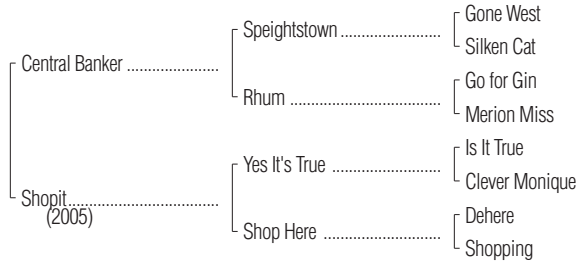 Gone West
Speightstown
Silken Cat
Central Banker
Go for Gin
Rhum
Merion Miss
Is It True
Yes It's True
Clever Monique
Shopit
(2005)
Dehere
Shop Here
Shopping